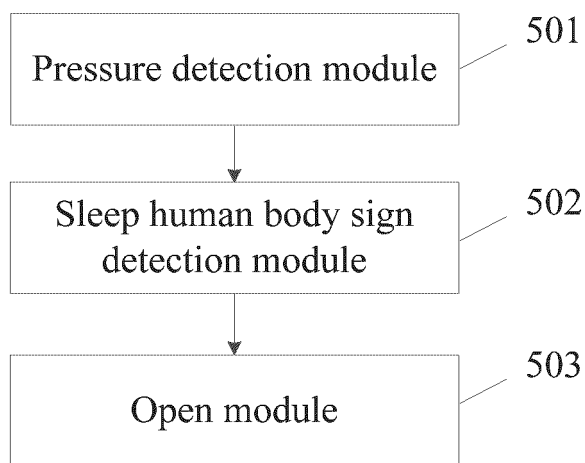 501
Pressure detection module
502
Sleep human body sign
detection module
503
Open module